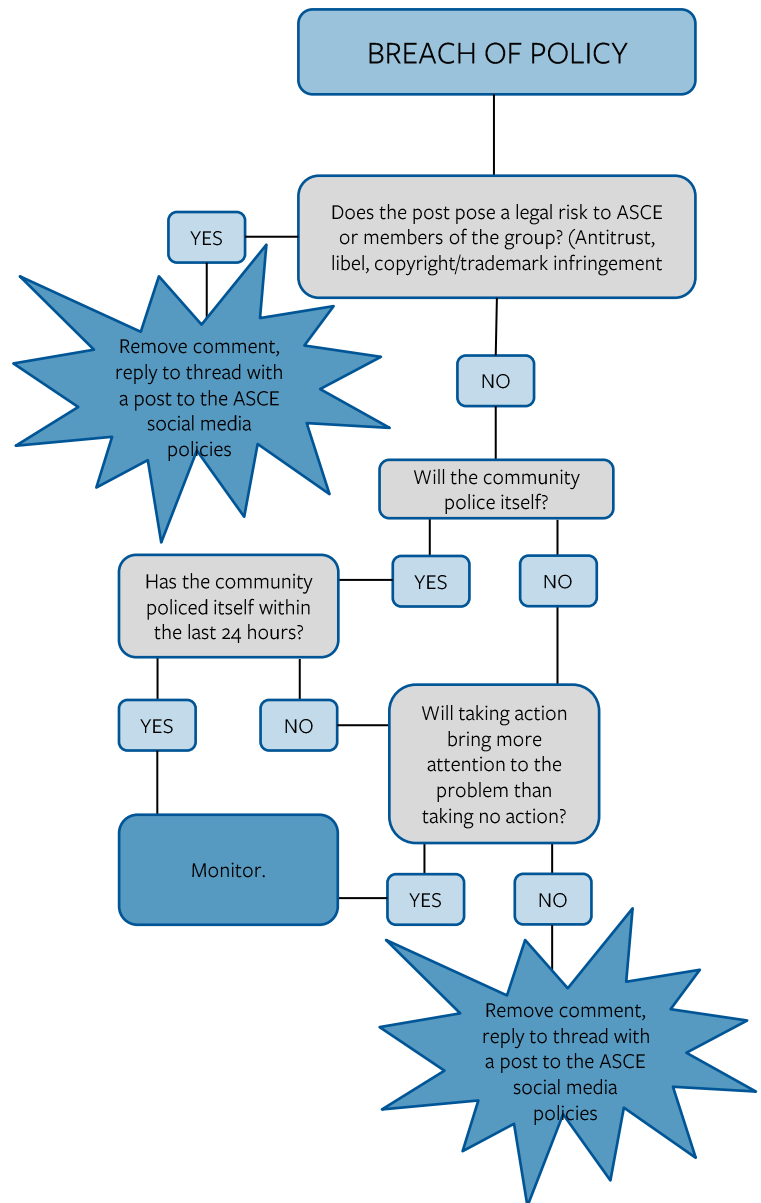 BREACH OF POLICY
Does the post pose a legal risk to ASCE
or members of the group? (Antitrust,
libel, copyright/trademark infringement
YES
Remove comment,
reply to thread with
a post to the ASCE
social media
policies
NO
Will the community
police itself?
YES
NO
Has the community
policed itself within
the last 24 hours?
YES
NO
Will taking action
bring more
attention to the
problem than
taking no action?
Monitor.
YES
NO
Remove comment,
reply to thread with
a post to the ASCE
social media
policies